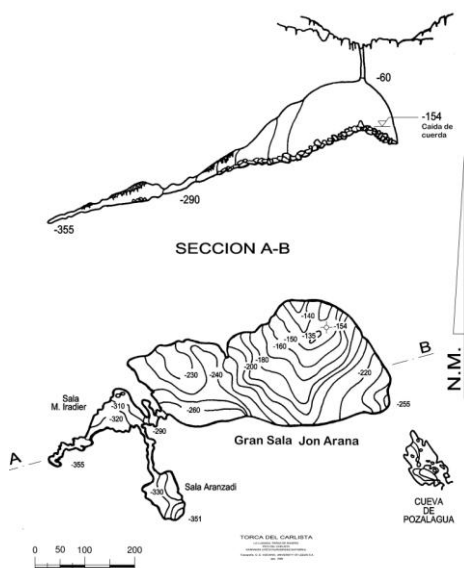 -60
-154
Caida de
cuerda
-290
-355
SECCION A-B
-140
-154
-150
-135
-160
-180
-200
-220
-230
-240
-260
-255
B
N.M.
Sala
M. Iradier
-310
-320
-290
A
-355
Gran Sala Jon Arana
Sala Aranzadi
-330
-351
CUEVA
DE
POZALAGUA
TORCA DEL CARLISTA
0 50 100 200